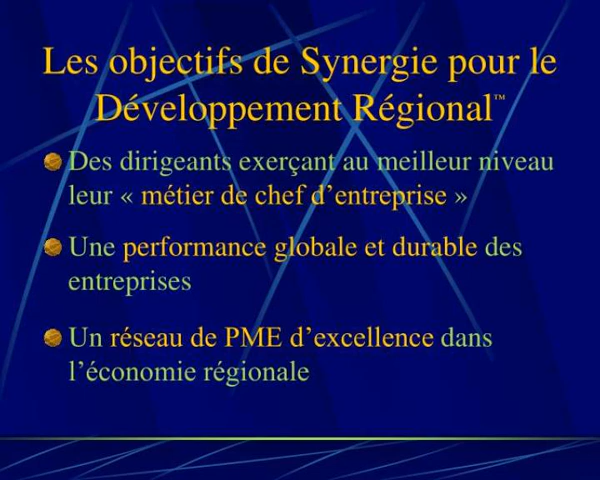 Les objectifs de Synergie pour le
Développement Régional™
Des dirigeants exerçant au meilleur niveau
leur « métier de chef d’entreprise »
Une performance globale et durable des
entreprises
Un réseau de PME d’excellence dans
l’économie régionale